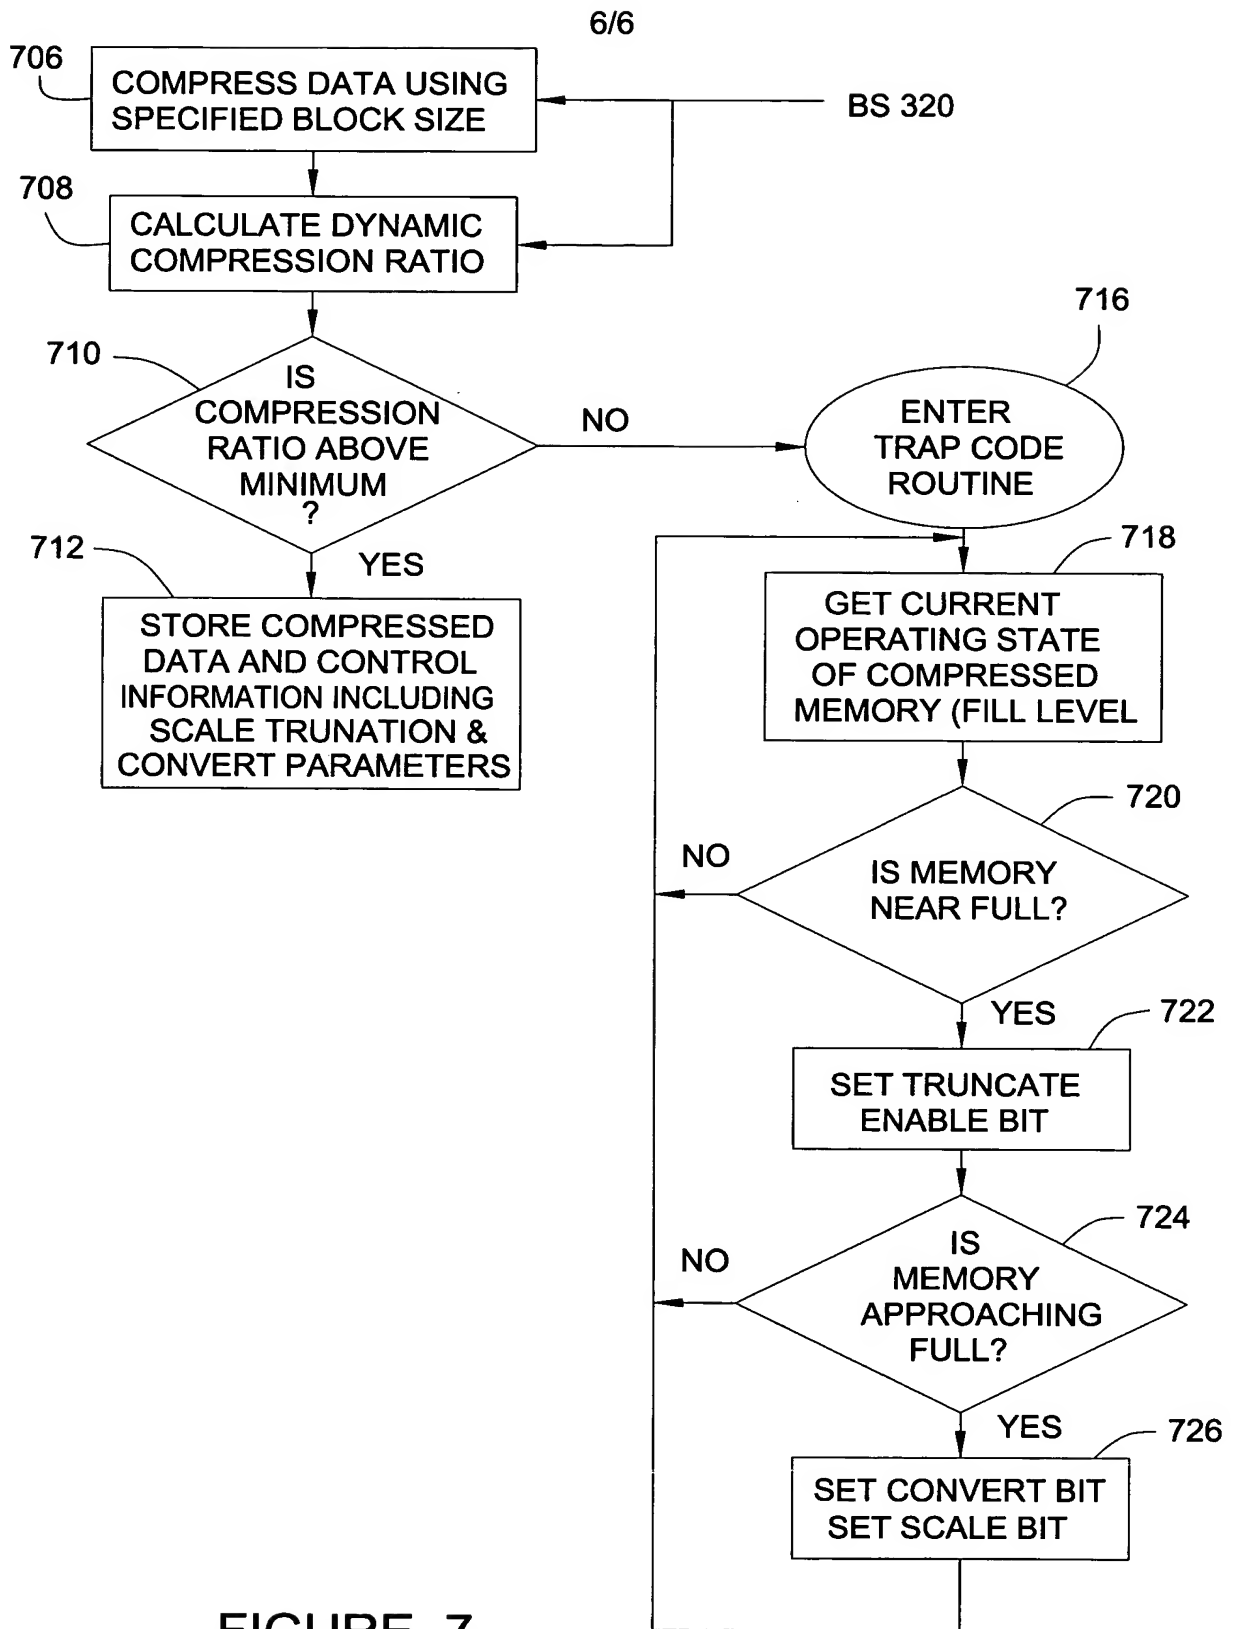 6/6
706
COMPRESS DATA USING
SPECIFIED BLOCK SIZE
BS 320
708
CALCULATE DYNAMIC
COMPRESSION RATIO
710
IS
COMPRESSION
RATIO ABOVE
MINIMUM
?
NO
YES
712
STORE COMPRESSED
DATA AND CONTROL
INFORMATION INCLUDING
SCALE TRUNATION &
CONVERT PARAMETERS
716
ENTER
TRAP CODE
ROUTINE
718
GET CURRENT
OPERATING STATE
OF COMPRESSED
MEMORY (FILL LEVEL
720
IS MEMORY
NEAR FULL?
NO
YES
722
SET TRUNCATE
ENABLE BIT
724
IS
MEMORY
APPROACHING
FULL?
NO
YES
726
SET CONVERT BIT
SET SCALE BIT
FIGURE 7